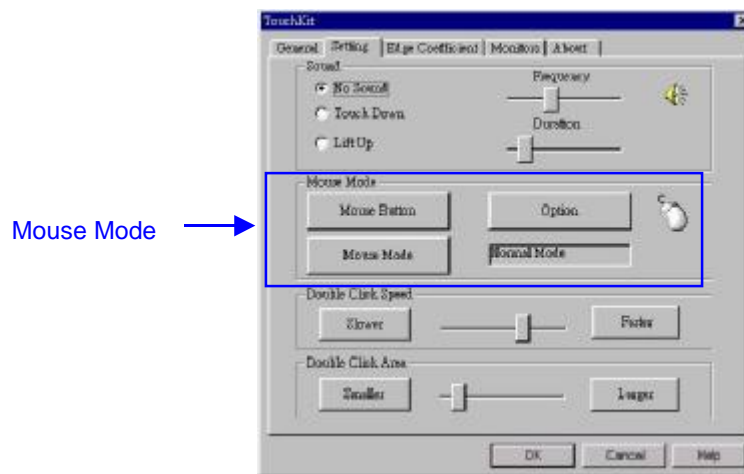 TouchKit
General Setting Edge Coefficient Monitors About
Sound
No Sound
Touch Down
Lift Up
Frequency
Duration
Mouse Mode
Mouse Mode
Mouse Button
Option
Mouse Mode
Normal Mode
Double Click Speed
Slower
Faster
Double Click Area
Smaller
Larger
OK
Cancel
Help